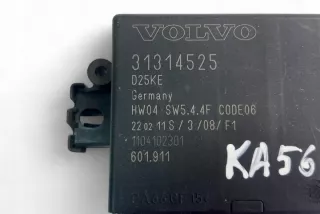 VOLVO
31314525
D25KE
Germany
HW04 SW5.4.4F CODE06
22 02 11 S / 3 / 08 / F1
1104102301
601.911
KA56